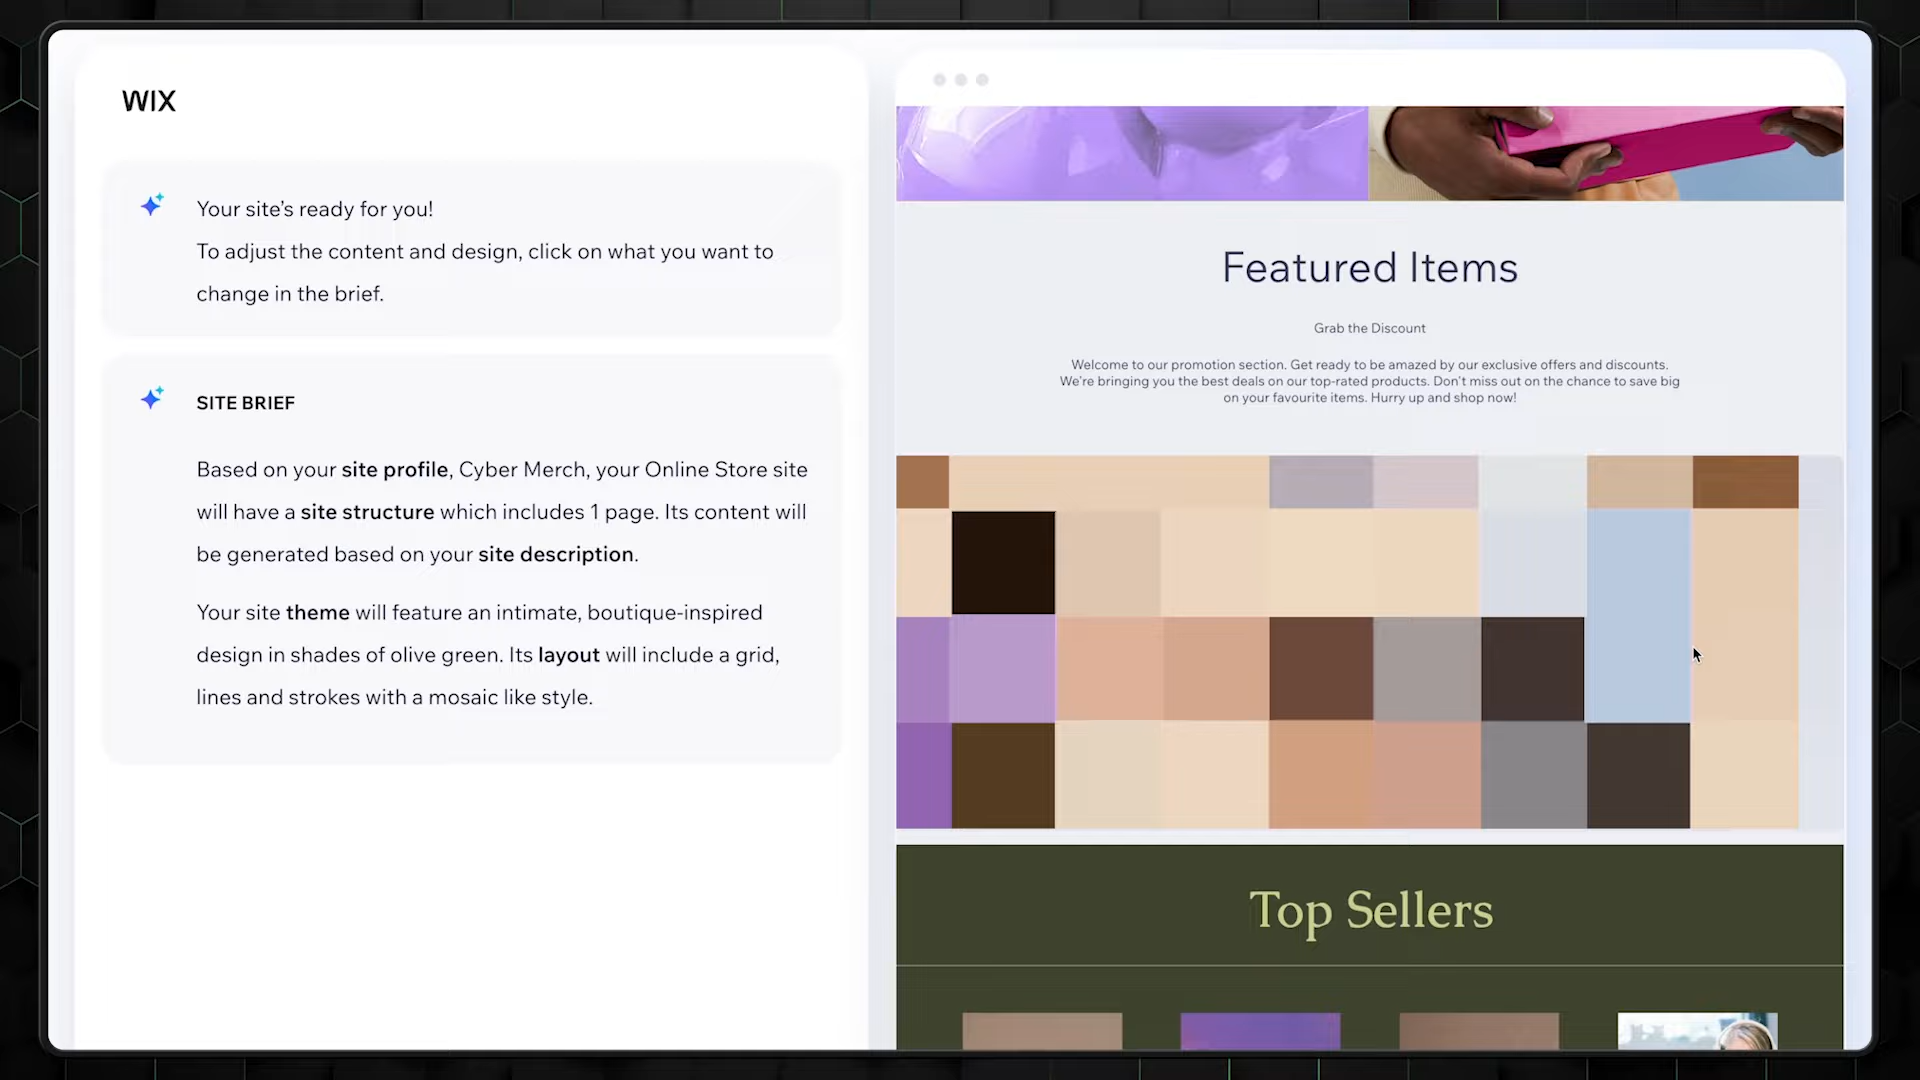 WIX
Your site's ready for you!
To adjust the content and design, click on what you want to
change in the brief.
SITE BRIEF
Based on your site profile, Cyber Merch, your Online Store site
will have a site structure which includes 1 page. Its content will
be generated based on your site description.
Your site theme will feature an intimate, boutique-inspired
design in shades of olive green. Its layout will include a grid,
lines and strokes with a mosaic like style.
Featured Items
Grab the Discount
Welcome to our promotion section. Get ready to be amazed by our exclusive offers and discounts.
We're bringing you the best deals on our top-rated products. Don't miss out on the chance to save big
on your favourite items. Hurry up and shop now!
Top Sellers